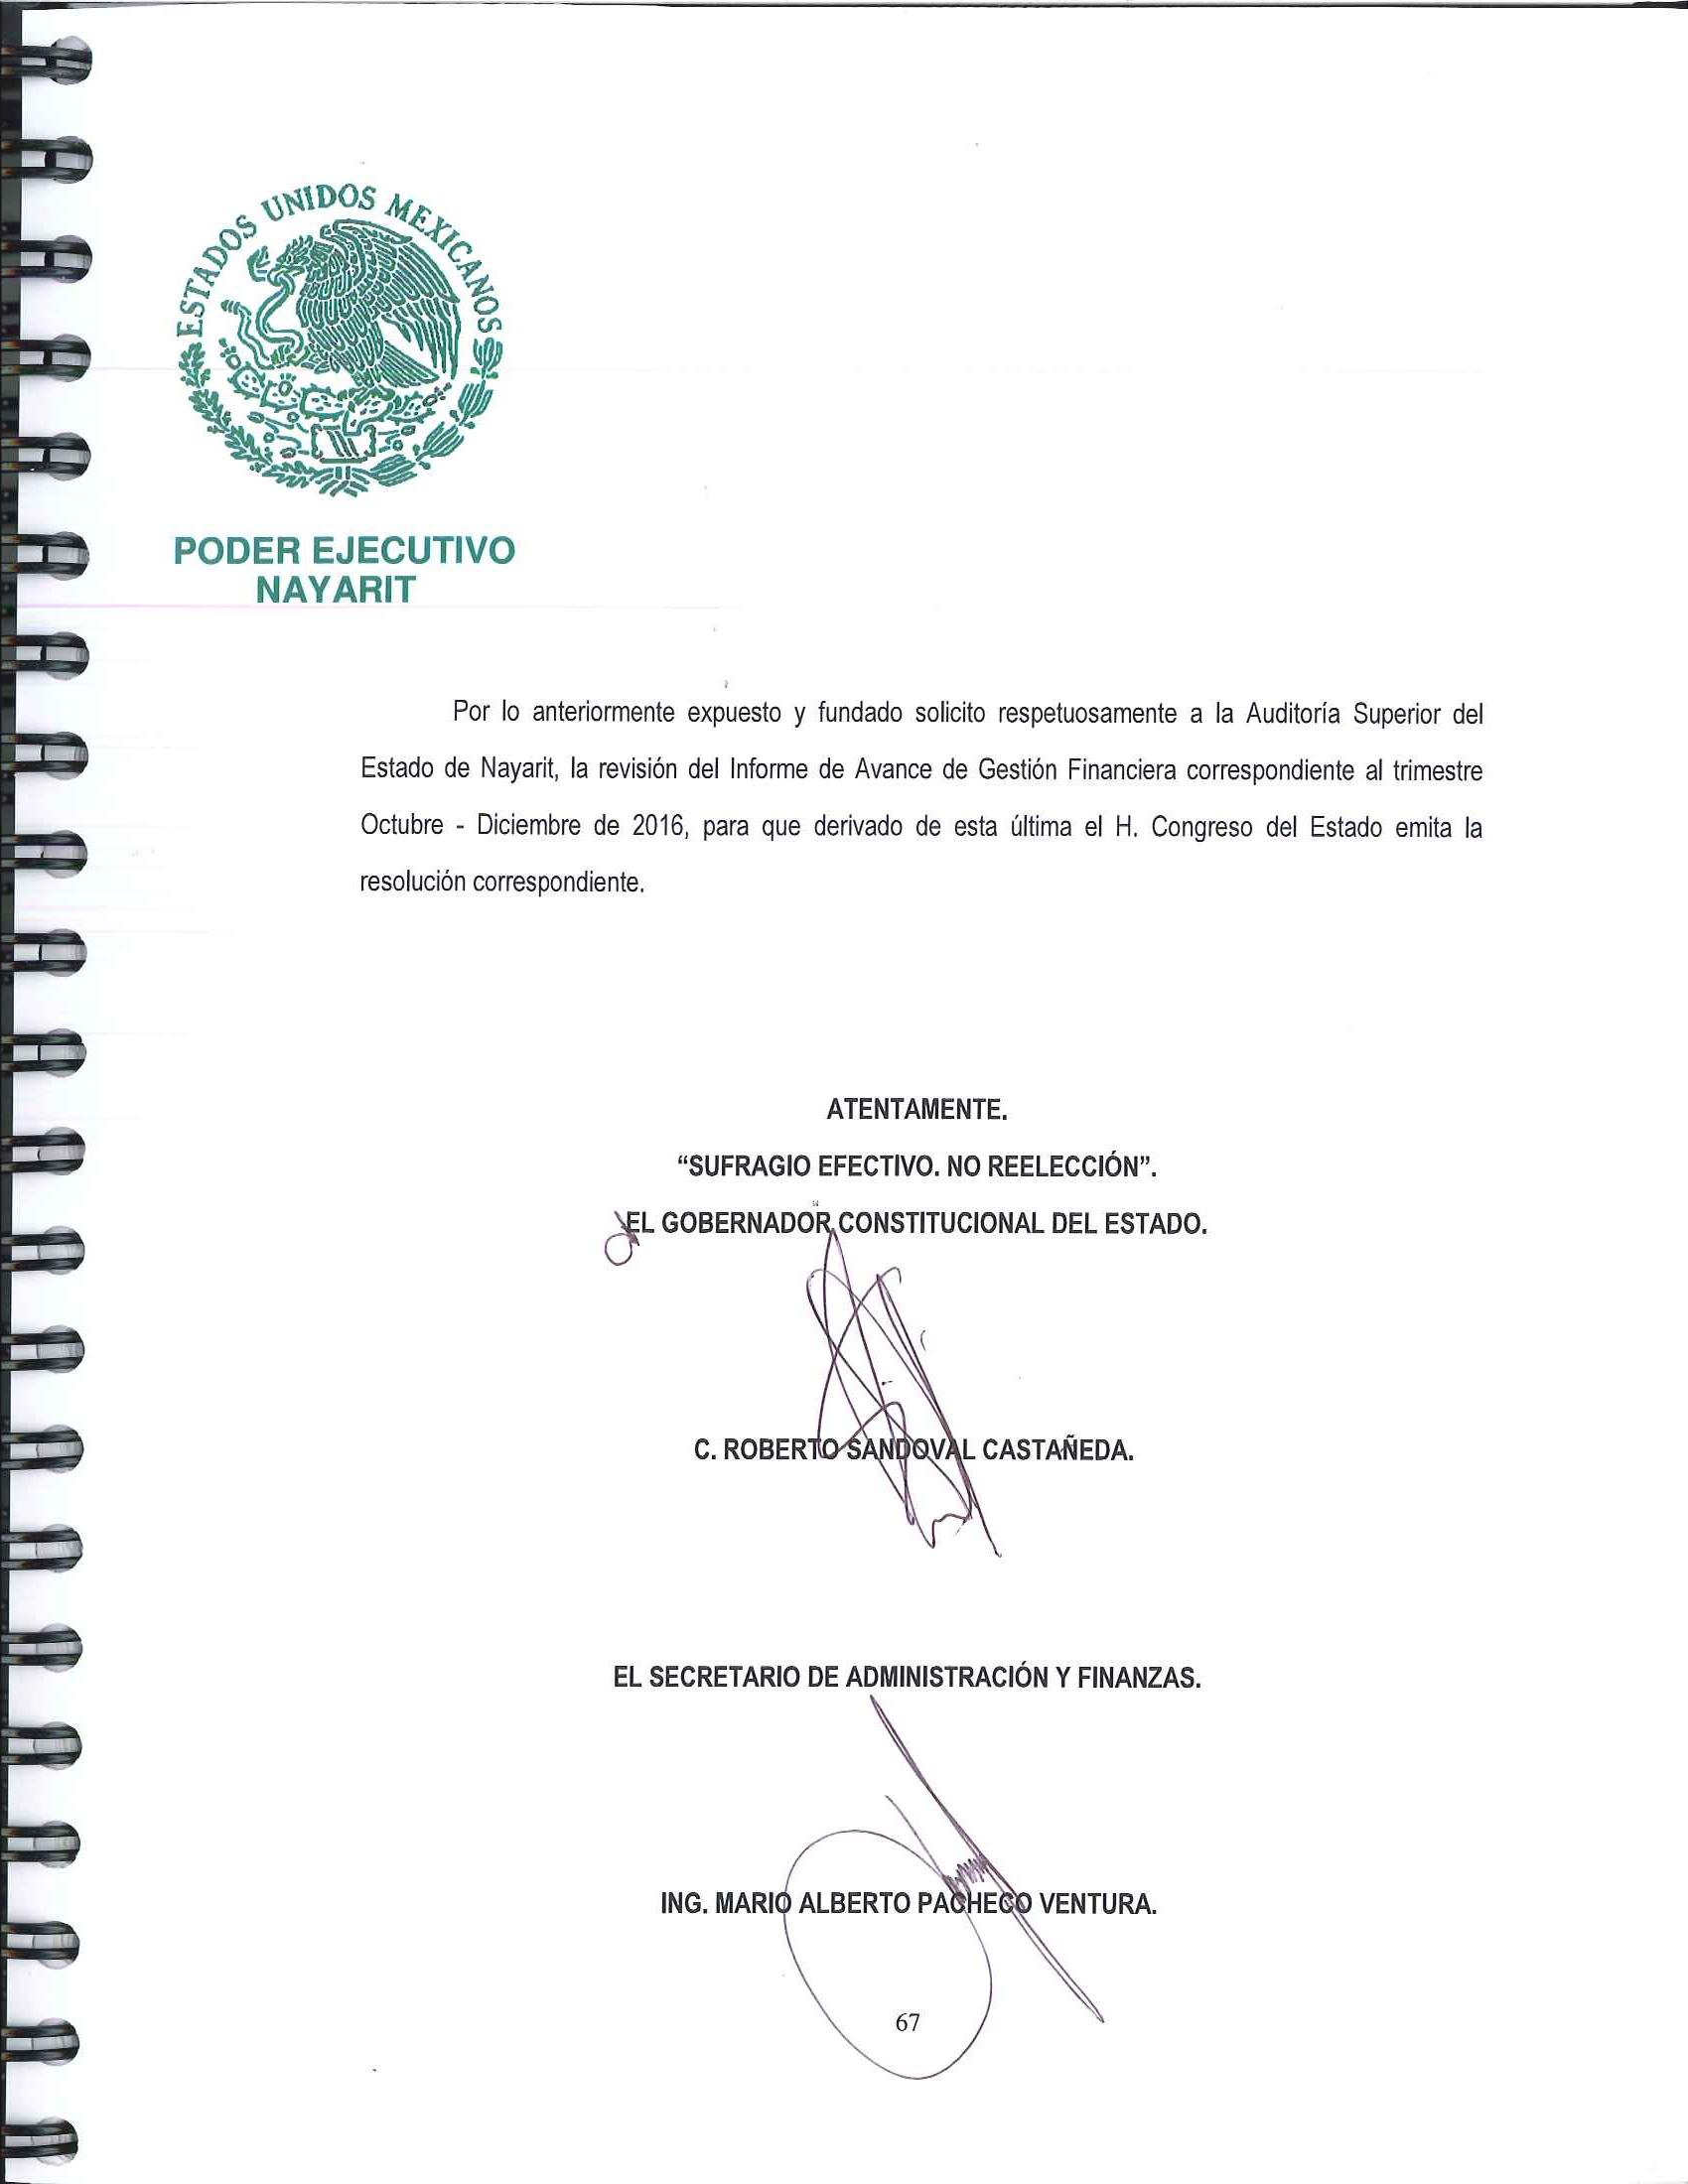 ESTADOS UNIDOS MEXICANOS
PODER EJECUTIVO
NAYARIT
Por lo anteriormente expuesto y fundado solicito respetuosamente a la Auditoría Superior del
Estado de Nayarit, la revisión del Informe de Avance de Gestión Financiera correspondiente al trimestre
Octubre - Diciembre de 2016, para que derivado de esta última el H. Congreso del Estado emita la
resolución correspondiente.
ATENTAMENTE.
“SUFRAGIO EFECTIVO. NO REELECCIÓN”.
EL GOBERNADOR CONSTITUCIONAL DEL ESTADO.
C. ROBERTO SANDOVAL CASTAÑEDA.
EL SECRETARIO DE ADMINISTRACIÓN Y FINANZAS.
ING. MARIO ALBERTO PACHECO VENTURA.
67